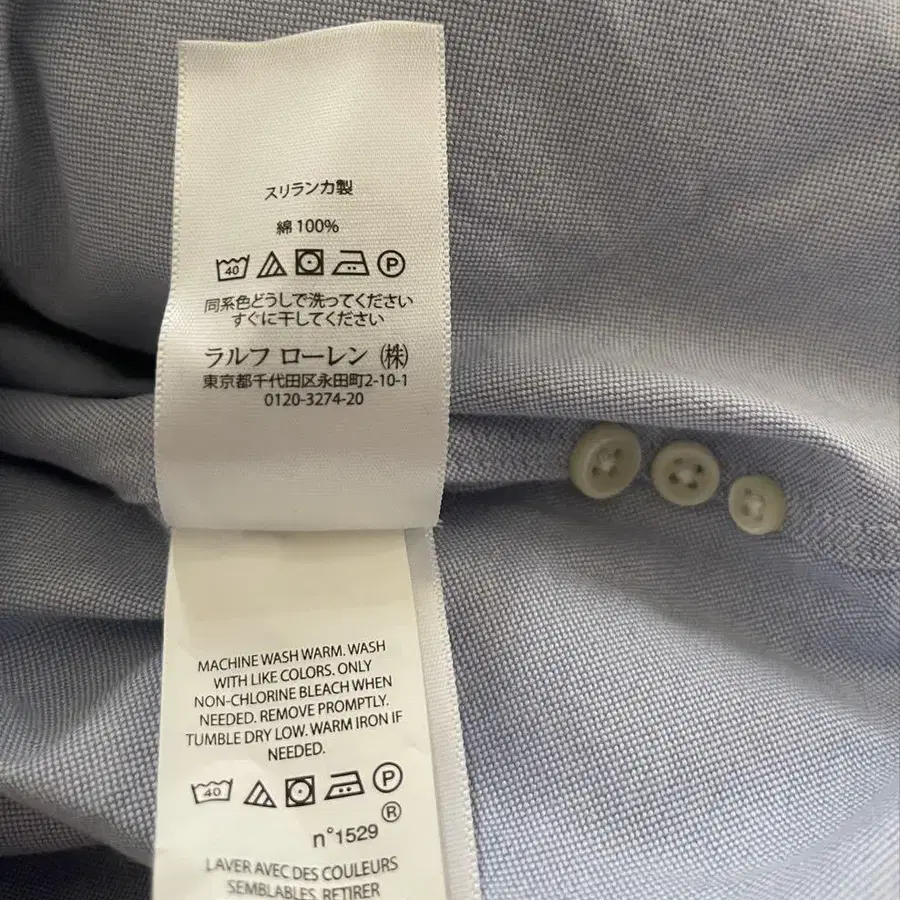 スリランカ製
綿 100%
40 P
同系色どうしで洗ってください
すぐに干してください
ラルフ ローレン (株)
東京都千代田区永田町2-10-1
0120-3274-20
MACHINE WASH WARM. WASH
WITH LIKE COLORS. ONLY
NON-CHLORINE BLEACH WHEN
NEEDED. REMOVE PROMPTLY.
TUMBLE DRY LOW. WARM IRON IF
NEEDED.
40 P
®
n°1529
LAVER AVEC DES COULEURS
SEMBLABLES. RETIRER